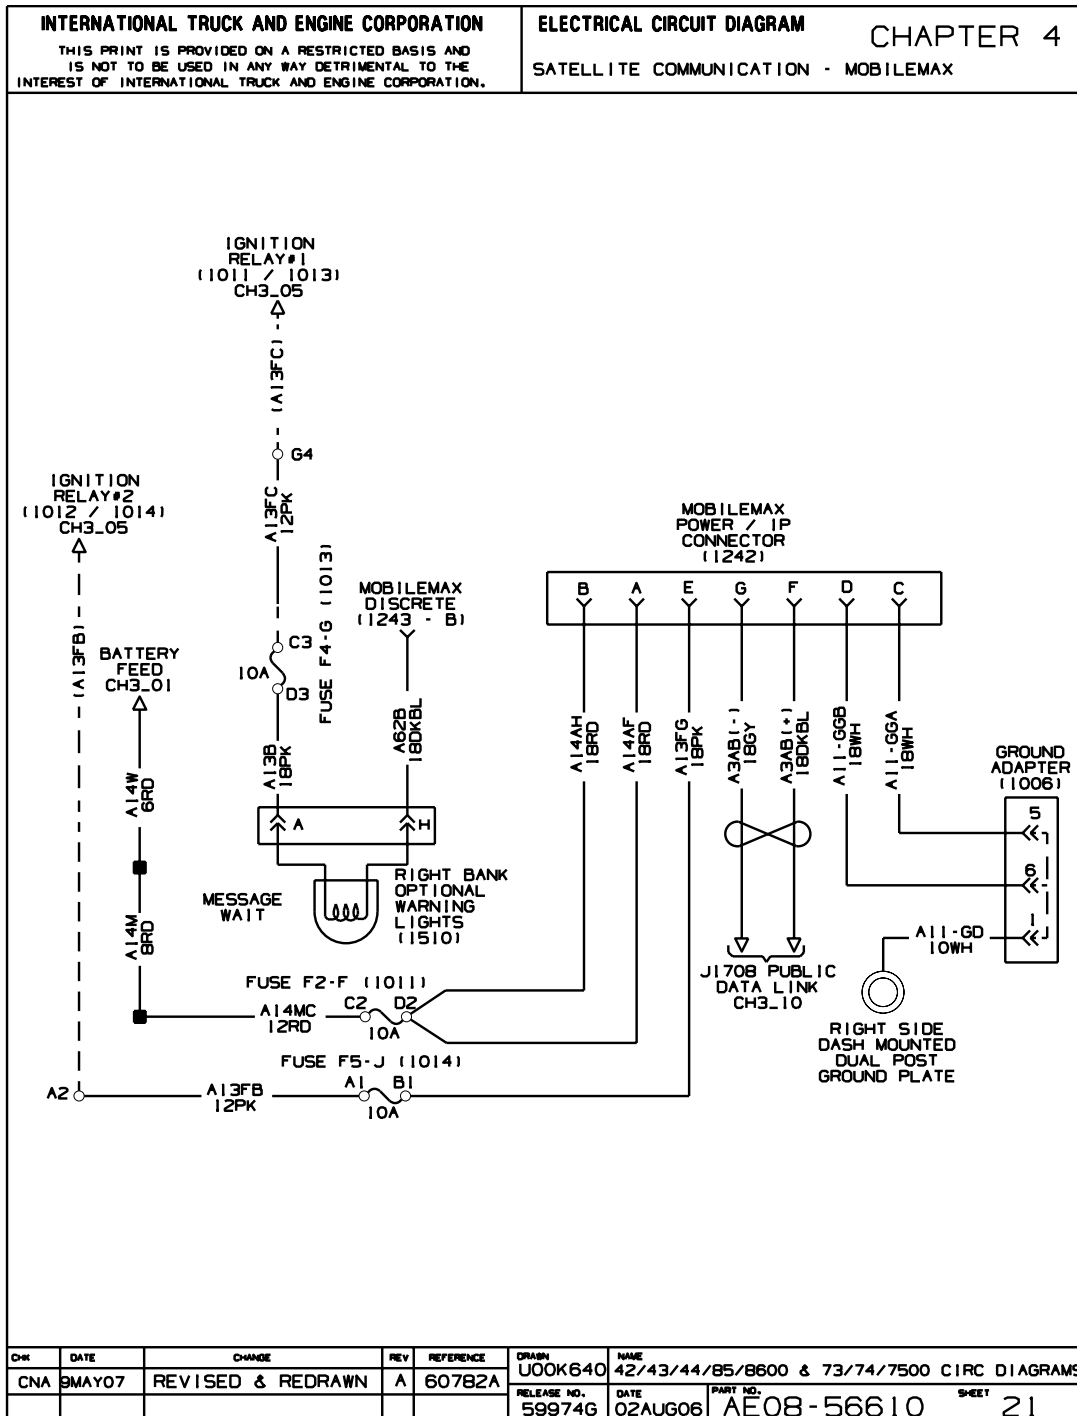 INTERNATIONAL TRUCK AND ENGINE CORPORATION
THIS PRINT IS PROVIDED ON A RESTRICTED BASIS AND
IS NOT TO BE USED IN ANY WAY DETRIMENTAL TO THE
INTEREST OF INTERNATIONAL TRUCK AND ENGINE CORPORATION.
ELECTRICAL CIRCUIT DIAGRAM
CHAPTER 4
SATELLITE COMMUNICATION - MOBILEMAX
IGNITION
RELAY#1
(1011 / 1013)
CH3_05
(A13FC)
G4
A13FC
12PK
FUSE F4-G (1013)
C3
10A
D3
A13B
18PK
IGNITION
RELAY#2
(1012 / 1014)
CH3_05
(A13FB)
BATTERY
FEED
CH3_01
A14W
6RD
A14M
8RD
MOBILEMAX
DISCRETE
(1243 - B)
A62B
18DKBL
A
H
MESSAGE
WAIT
RIGHT BANK
OPTIONAL
WARNING
LIGHTS
(1510)
FUSE F2-F (1011)
A14MC
12RD
C2
D2
10A
FUSE F5-J (1014)
A2
A13FB
12PK
A1
B1
10A
MOBILEMAX
POWER / IP
CONNECTOR
(1242)
B A E G F D C
A14AH
18RD
A14AF
18RD
A13FG
18PK
A3AB(-)
18GY
A3AB(+)
18DKBL
A11-GGB
18WH
A11-GGA
18WH
J1708 PUBLIC
DATA LINK
CH3_10
GROUND
ADAPTER
(1006)
5
6
1
A11-GD
10WH
RIGHT SIDE
DASH MOUNTED
DUAL POST
GROUND PLATE
CHK DATE CHANGE REV REFERENCE
CNA 9MAY07 REVISED & REDRAWN A 60782A
DRAWN
U00K640
NAME
42/43/44/85/8600 & 73/74/7500 CIRC DIAGRAMS
RELEASE NO.
59974G
DATE
02AUG06
PART NO.
AE08-56610
SHEET
21